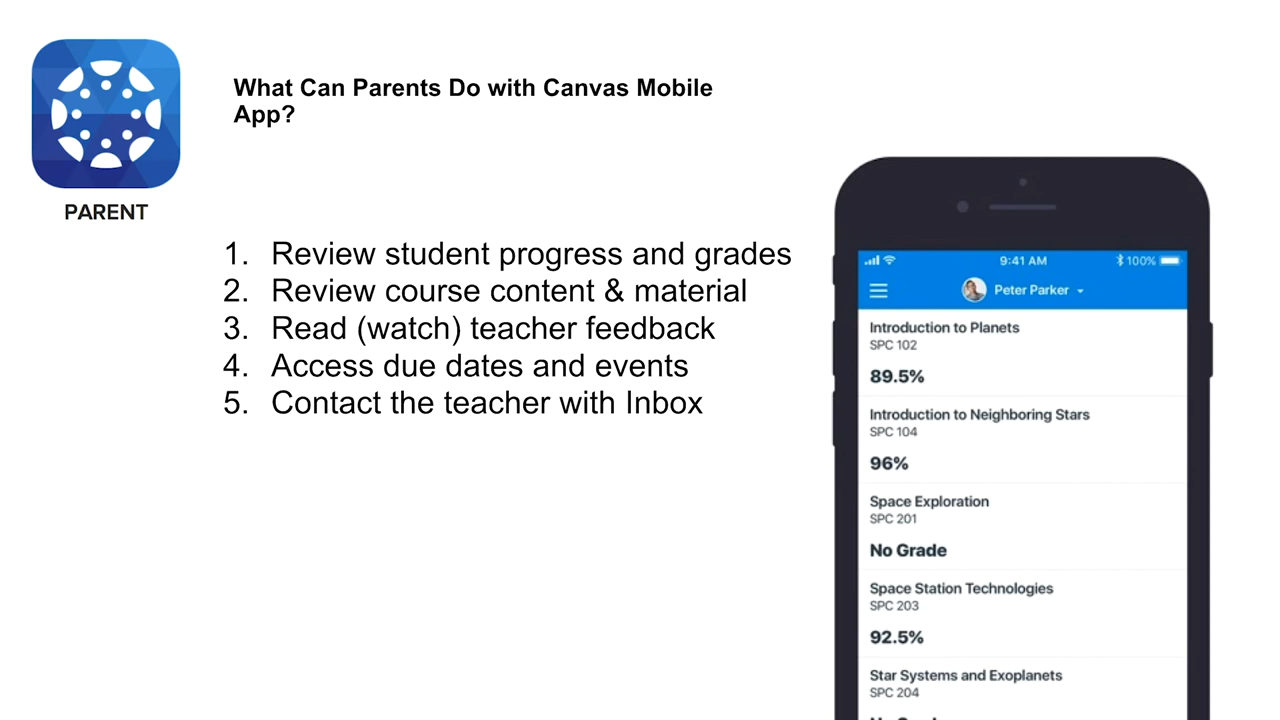 What Can Parents Do with Canvas Mobile
App?
PARENT
1. Review student progress and grades
2. Review course content & material
3. Read (watch) teacher feedback
4. Access due dates and events
5. Contact the teacher with Inbox
9:41 AM
100%
Peter Parker
Introduction to Planets
SPC 102
89.5%
Introduction to Neighboring Stars
SPC 104
96%
Space Exploration
SPC 201
No Grade
Space Station Technologies
SPC 203
92.5%
Star Systems and Exoplanets
SPC 204